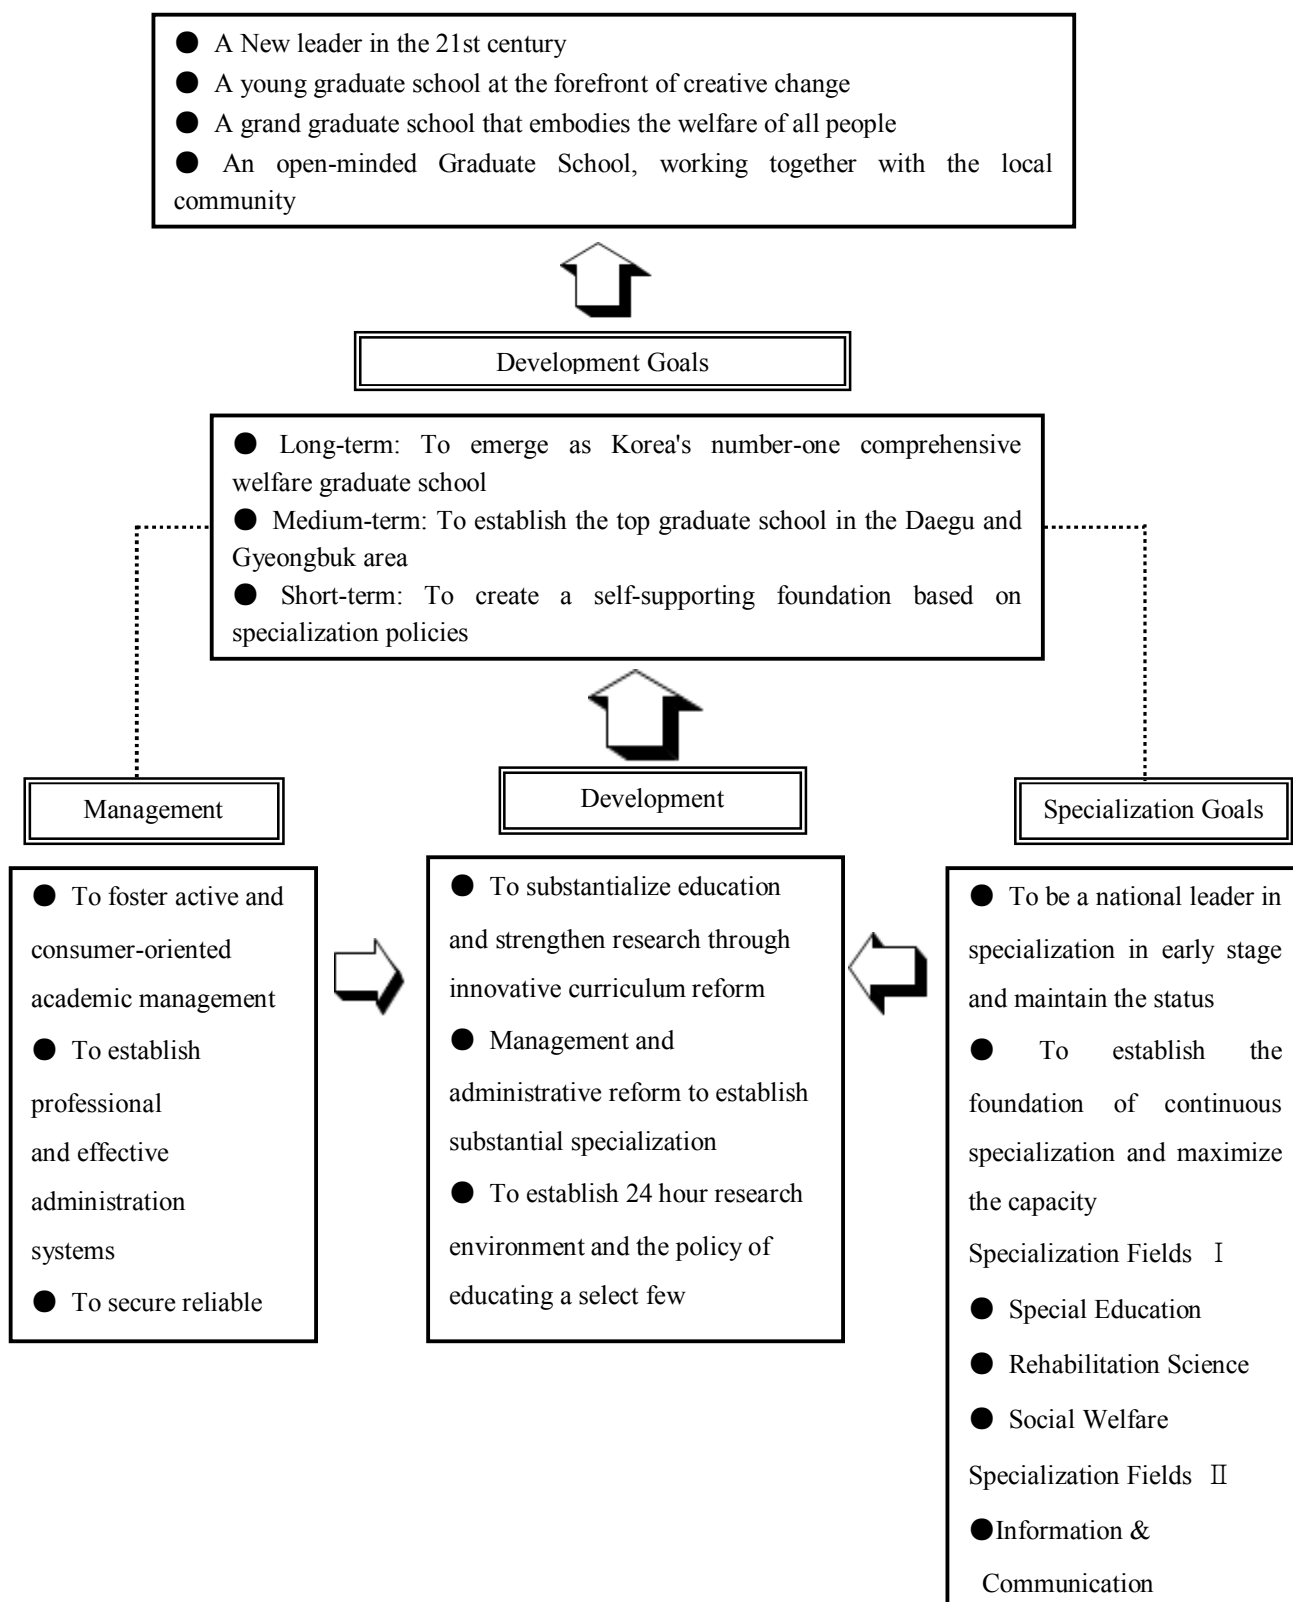 ● A New leader in the 21st century
● A young graduate school at the forefront of creative change
● A grand graduate school that embodies the welfare of all people
● An open-minded Graduate School, working together with the local
community
Development Goals
● Long-term: To emerge as Korea's number-one comprehensive
welfare graduate school
● Medium-term: To establish the top graduate school in the Daegu and
Gyeongbuk area
● Short-term: To create a self-supporting foundation based on
specialization policies
Management
● To foster active and
consumer-oriented
academic management
● To establish
professional
and effective
administration
systems
● To secure reliable
Development
● To substantialize education
and strengthen research through
innovative curriculum reform
● Management and
administrative reform to establish
substantial specialization
● To establish 24 hour research
environment and the policy of
educating a select few
Specialization Goals
● To be a national leader in
specialization in early stage
and maintain the status
● To establish the
foundation of continuous
specialization and maximize
the capacity
Specialization Fields Ⅰ
● Special Education
● Rehabilitation Science
● Social Welfare
Specialization Fields Ⅱ
●Information &
Communication